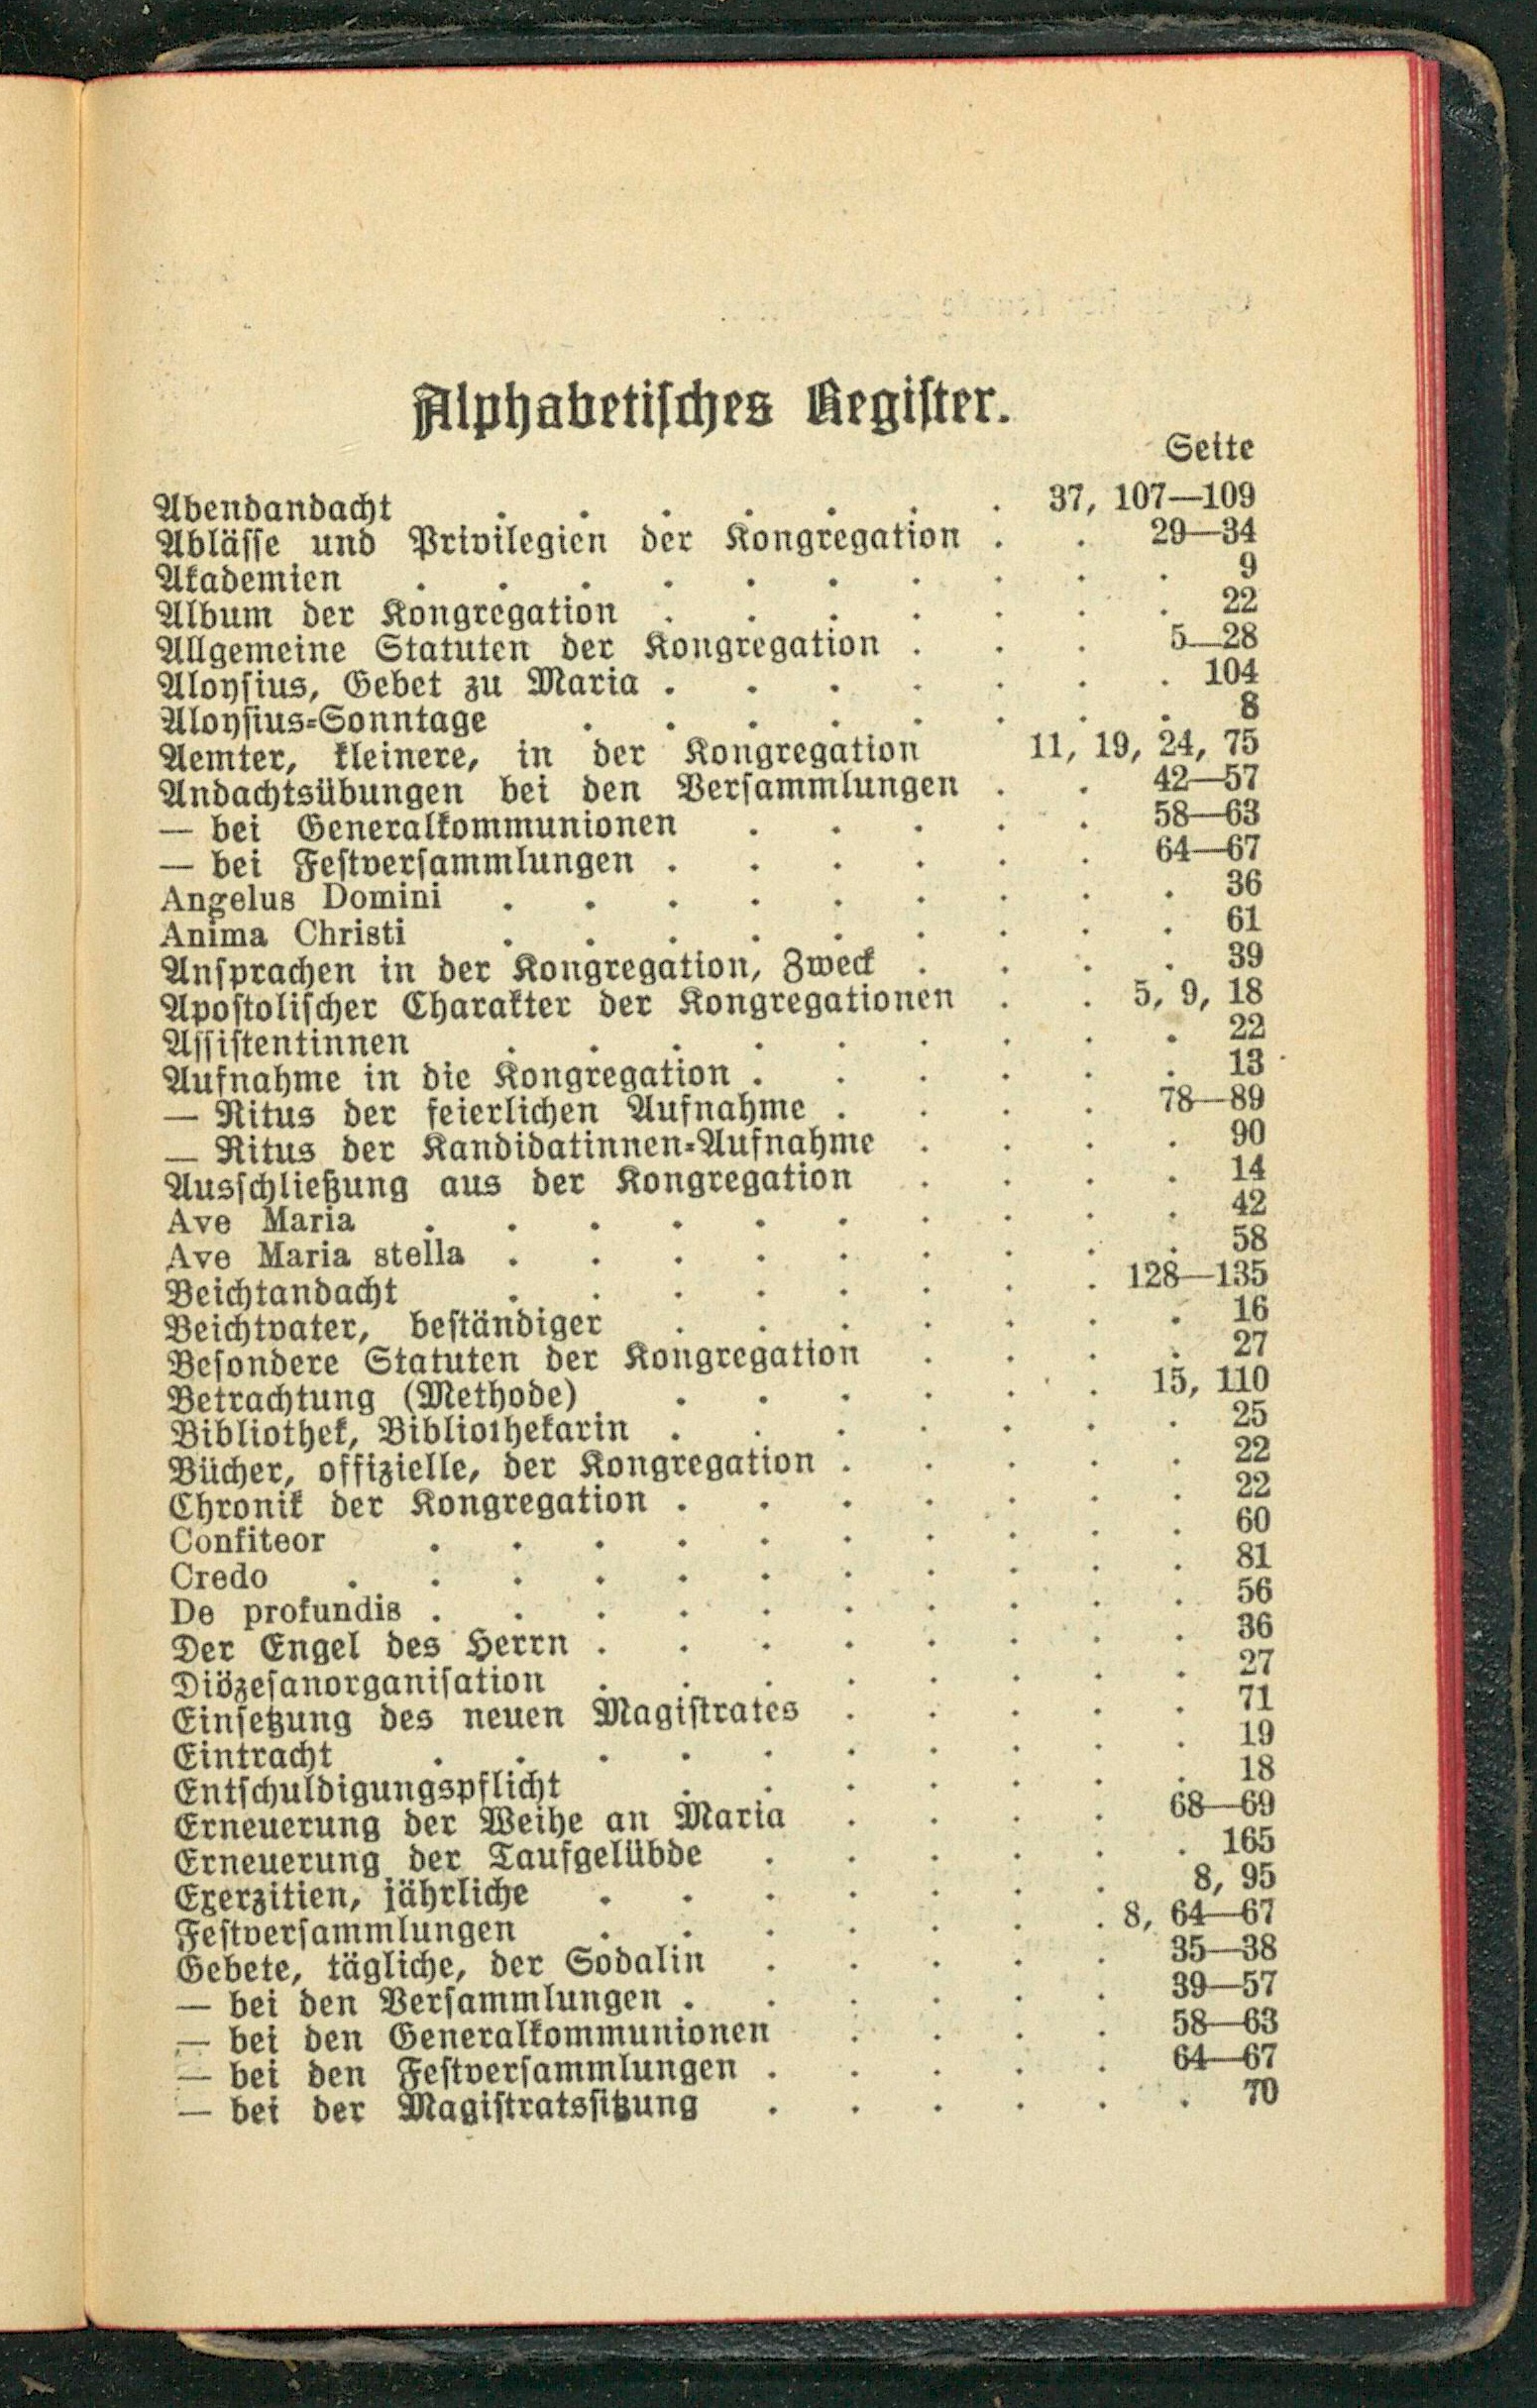 Alphabetisches Register.
Seite
Abendandacht . . . . . . . 37, 107—109
Ablässe und Privilegien der Kongregation . . 29—34
Akademien . . . . . . . . . . 9
Album der Kongregation . . . . . . . 22
Allgemeine Statuten der Kongregation . . . 5—28
Aloysius, Gebet zu Maria . . . . . . . 104
Aloysius-Sonntage . . . . . . . . 8
Aemter, kleinere, in der Kongregation 11, 19, 24, 75
Andachtsübungen bei den Versammlungen . . 42—57
— bei Generalkommunionen . . . . . 58—63
— bei Festversammlungen . . . . . . 64—67
Angelus Domini . . . . . . . . . 36
Anima Christi . . . . . . . . . 61
Ansprachen in der Kongregation, Zweck . . . . 39
Apostolischer Charakter der Kongregationen . . 5, 9, 18
Assistentinnen . . . . . . . . . 22
Aufnahme in die Kongregation . . . . . . 13
— Ritus der feierlichen Aufnahme . . . . 78—89
— Ritus der Kandidatinnen-Aufnahme . . . . 90
Ausschließung aus der Kongregation . . . . 14
Ave Maria . . . . . . . . . . 42
Ave Maria stella . . . . . . . . . 58
Beichtandacht . . . . . . . . 128—135
Beichtvater, beständiger . . . . . . . 16
Besondere Statuten der Kongregation . . . . 27
Betrachtung (Methode) . . . . . . 15, 110
Bibliothek, Bibliothekarin . . . . . . . 25
Bücher, offizielle, der Kongregation . . . . . 22
Chronik der Kongregation . . . . . . . 22
Confiteor . . . . . . . . . . 60
Credo . . . . . . . . . . . 81
De profundis . . . . . . . . . . 56
Der Engel des Herrn . . . . . . . . 36
Diözesanorganisation . . . . . . . . 27
Einsetzung des neuen Magistrates . . . . . 71
Eintracht . . . . . . . . . . 19
Entschuldigungspflicht . . . . . . . 18
Erneuerung der Weihe an Maria . . . . 68—69
Erneuerung der Taufgelübde . . . . . . 165
Exerzitien, jährliche . . . . . . . 8, 95
Festversammlungen . . . . . . . 8, 64—67
Gebete, tägliche, der Sodalin . . . . . 35—38
— bei den Versammlungen . . . . . . 39—57
— bei den Generalkommunionen . . . . 58—63
— bei den Festversammlungen . . . . . 64—67
— bei der Magistratssitzung . . . . . . 70